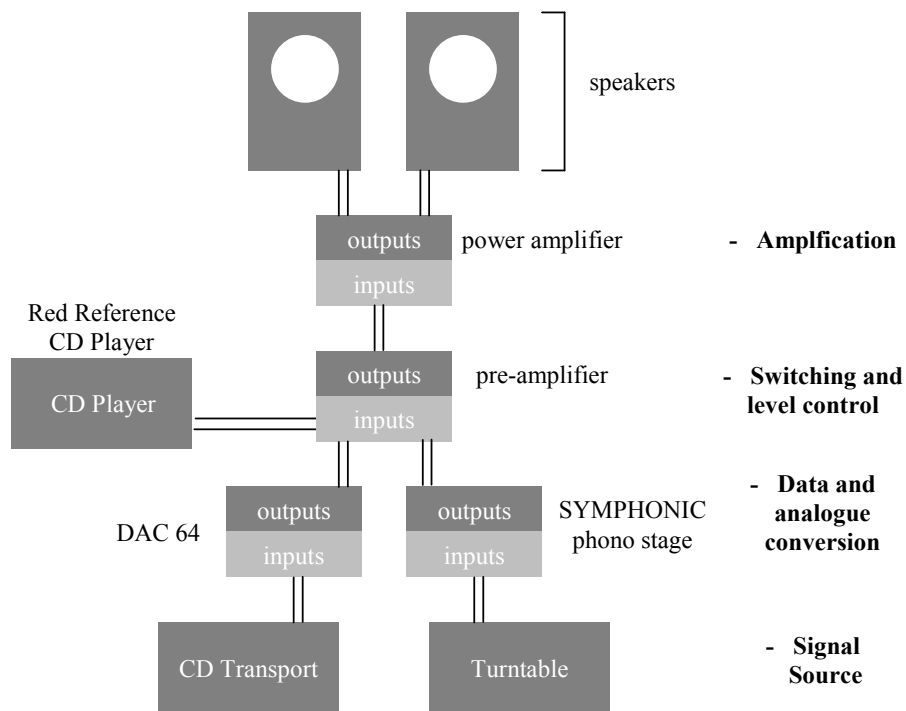 speakers
outputs
power amplifier
- Amplfication
inputs
Red Reference
CD Player
CD Player
outputs
pre-amplifier
- Switching and
level control
inputs
DAC 64
outputs
inputs
outputs
inputs
SYMPHONIC
phono stage
- Data and
analogue
conversion
CD Transport
Turntable
- Signal
Source